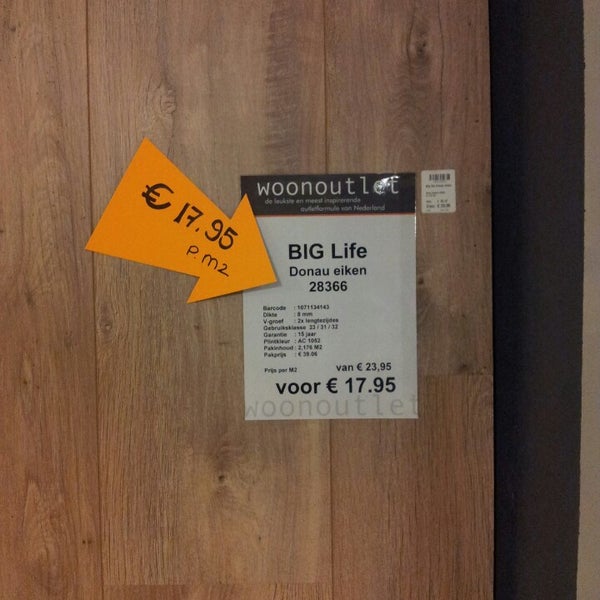 € 17.95
P.M2
woonoutlet
de leukste en meest inspirerende
outletformule van Nederland
BIG Life
Donau eiken
28366
Barcode : 1071134143
Dikte : 8 mm
V-groef : 2x lengtezijdes
Gebruiksklasse 33 / 31 / 32
Garantie : 15 jaar
Plintkleur : AC 1052
Pakinhoud : 2,176 M2
Pakprijs : € 39.06
Prijs per M2 van € 23,95
voor € 17.95
woonoutlet